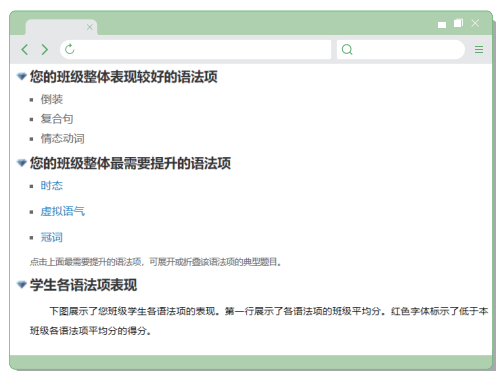 您的班级整体表现较好的语法项
倒装
复合句
情态动词
您的班级整体最需要提升的语法项
时态
虚拟语气
冠词
点击上面最需要提升的语法项，可展开或折叠该语法项的典型题目。
学生各语法项表现
下图展示了您班级学生各语法项的表现。第一行展示了各语法项的班级平均分。红色字体标示了低于本
班级各语法项平均分的得分。